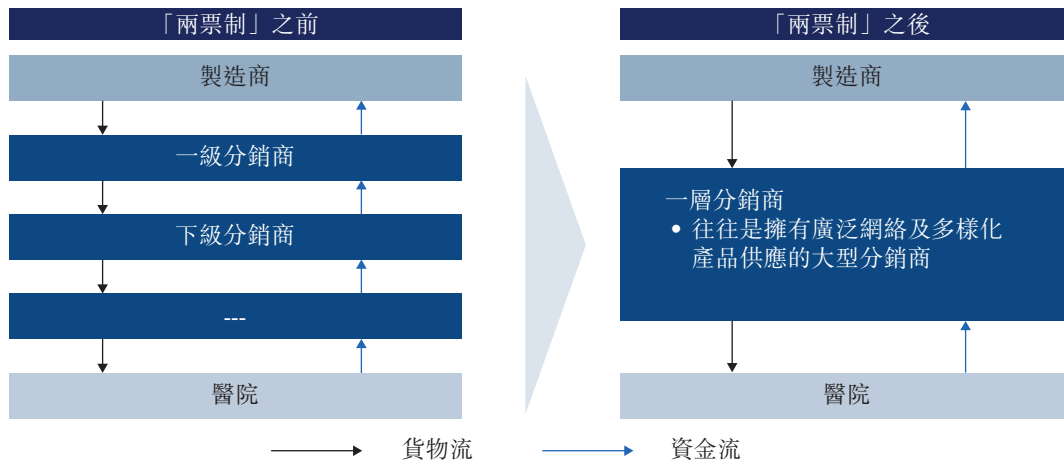 「兩票制」之前
製造商
一級分銷商
下級分銷商
---
醫院
「兩票制」之後
製造商
一層分銷商
• 往往是擁有廣泛網絡及多樣化
產品供應的大型分銷商
醫院
貨物流
資金流